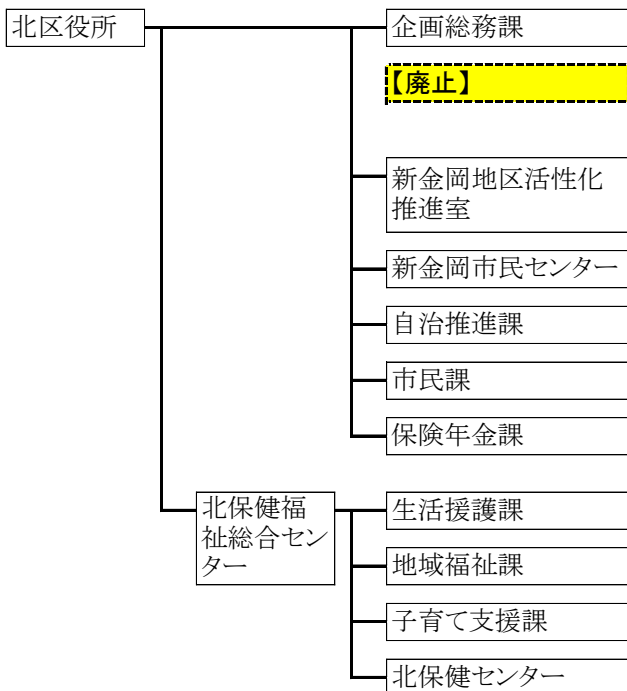 北区役所
企画総務課
【廃止】
新金岡地区活性化
推進室
新金岡市民センター
自治推進課
市民課
保険年金課
北保健福
祉総合セン
ター
生活援護課
地域福祉課
子育て支援課
北保健センター